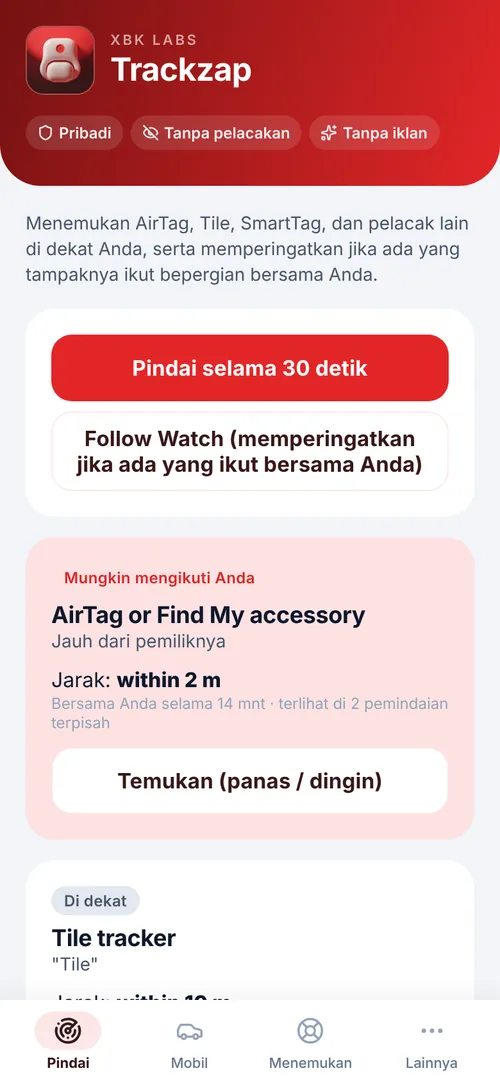 XBK LABS
Trackzap
Pribadi
Tanpa pelacakan
Tanpa iklan
Menemukan AirTag, Tile, SmartTag, dan pelacak lain
di dekat Anda, serta memperingatkan jika ada yang
tampaknya ikut bepergian bersama Anda.
Pindai selama 30 detik
Follow Watch (memperingatkan
jika ada yang ikut bersama Anda)
Mungkin mengikuti Anda
AirTag or Find My accessory
Jauh dari pemiliknya
Jarak: within 2 m
Bersama Anda selama 14 mnt · terlihat di 2 pemindaian
terpisah
Temukan (panas / dingin)
Di dekat
Tile tracker
"Tile"
Jarak: within 10 m
Pindai
Mobil
Menemukan
Lainnya